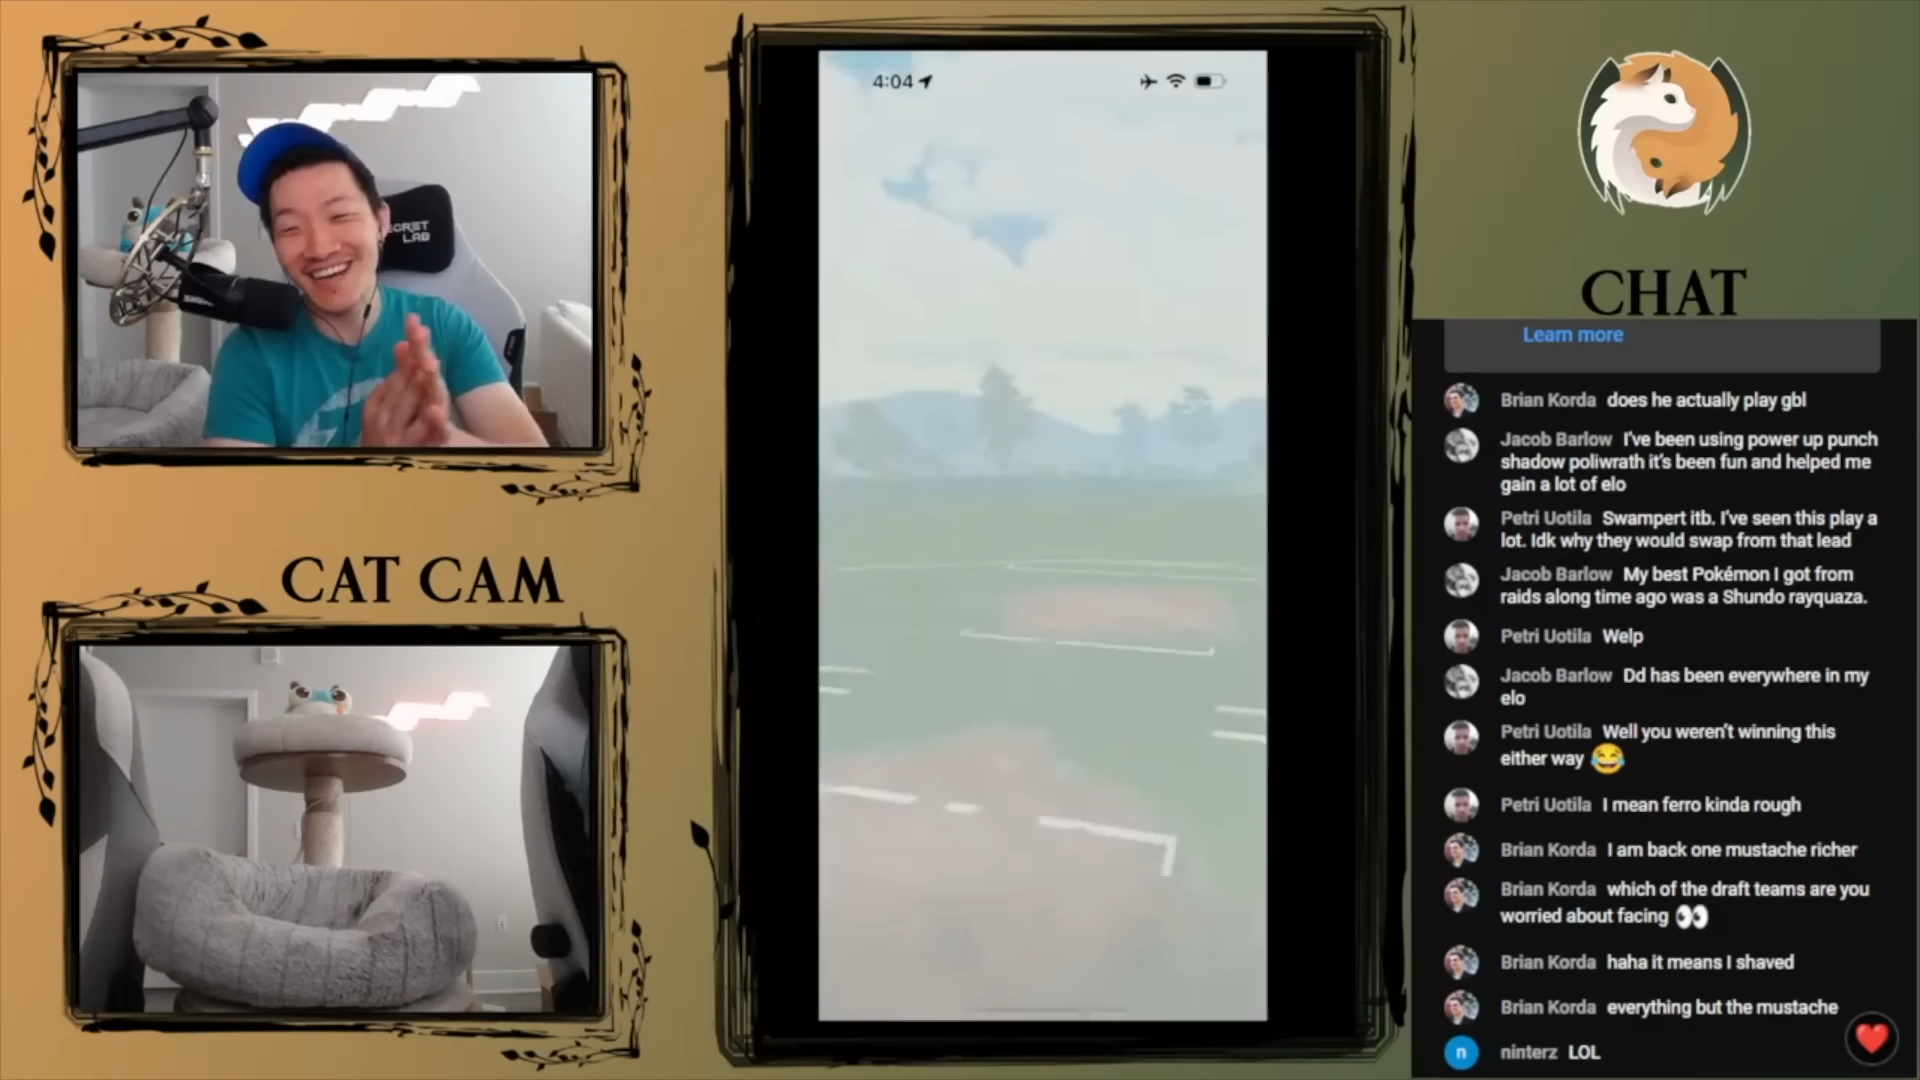 4:04
SECRET
LAB
SHURE
CAT CAM
CHAT
Learn more
Brian Korda does he actually play gbl
Jacob Barlow I've been using power up punch
shadow poliwrath it's been fun and helped me
gain a lot of elo
Petri Uotila Swampert itb. I've seen this play a
lot. Idk why they would swap from that lead
Jacob Barlow My best Pokémon I got from
raids along time ago was a Shundo rayquaza.
Petri Uotila Welp
Jacob Barlow Dd has been everywhere in my
elo
Petri Uotila Well you weren't winning this
either way 😂
Petri Uotila I mean ferro kinda rough
Brian Korda I am back one mustache richer
Brian Korda which of the draft teams are you
worried about facing 👀
Brian Korda haha it means I shaved
Brian Korda everything but the mustache
n ninterz LOL